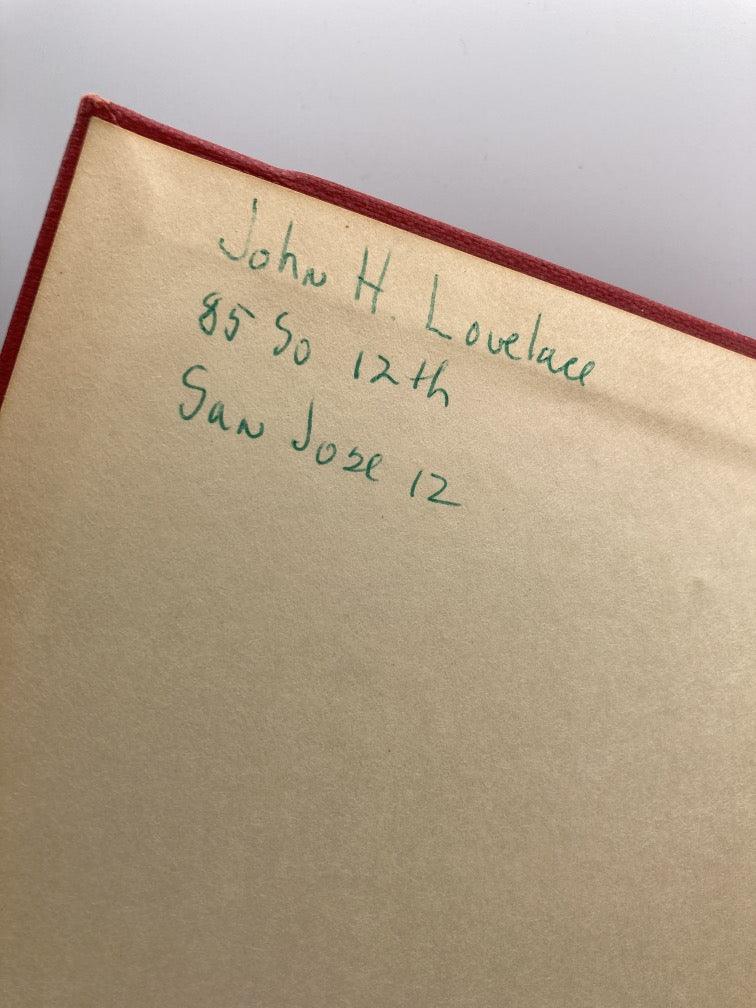 John H. Lovelace
85 So 12th
San Jose 12